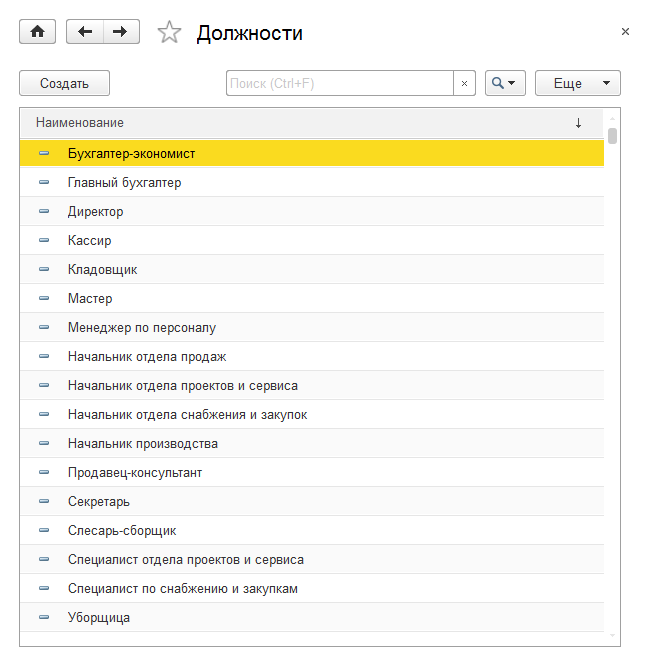 Должности
Создать
Поиск (Ctrl+F)
Еще
Наименование
Бухгалтер-экономист
Главный бухгалтер
Директор
Кассир
Кладовщик
Мастер
Менеджер по персоналу
Начальник отдела продаж
Начальник отдела проектов и сервиса
Начальник отдела снабжения и закупок
Начальник производства
Продавец-консультант
Секретарь
Слесарь-сборщик
Специалист отдела проектов и сервиса
Специалист по снабжению и закупкам
Уборщица